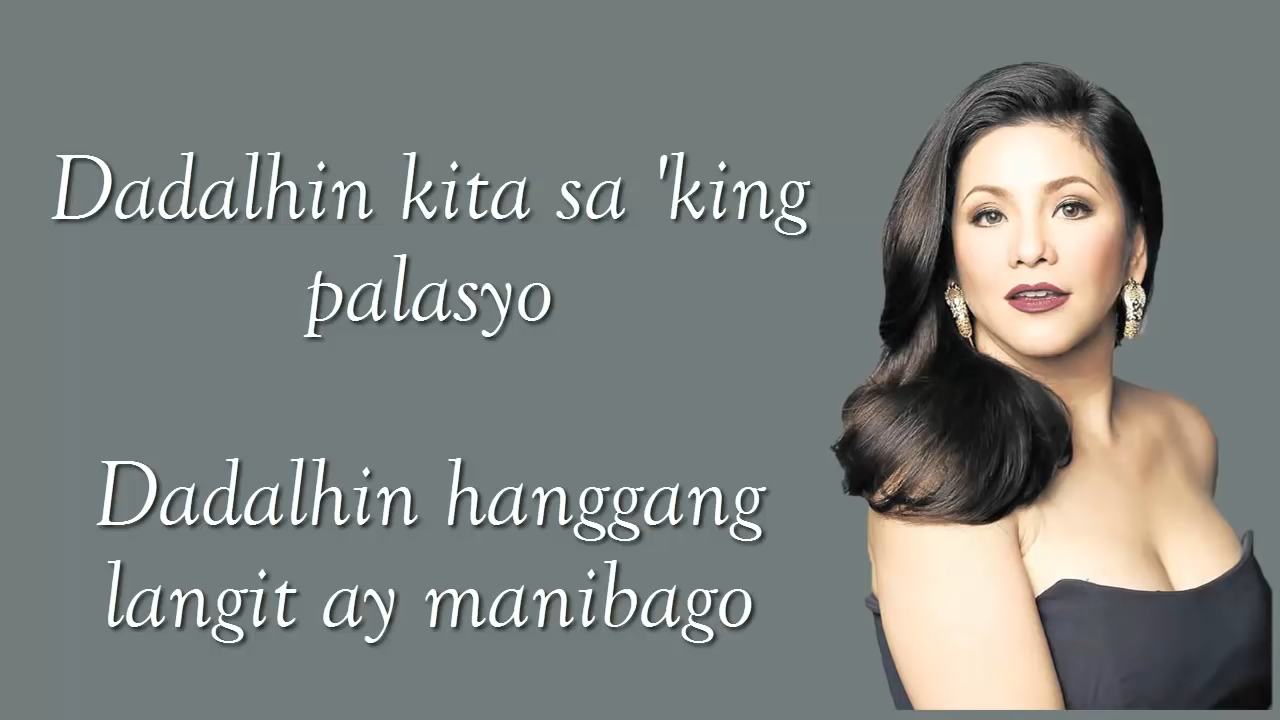 Dadalhin kita sa 'king
palasyo
Dadalhin hanggang
langit ay manibago